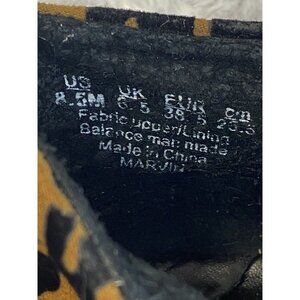 US UK EUR cm
8.5M 6.5 38.5 25.5
Fabric upper/Lining
Balance man made
Made in China
MARVIN